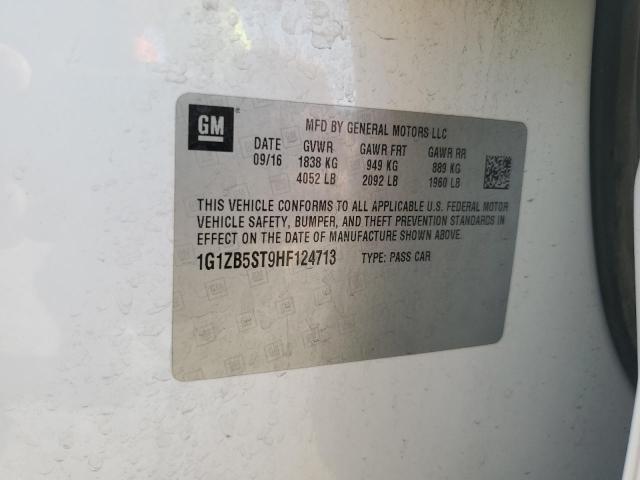 GM
MFD BY GENERAL MOTORS LLC
DATE GVWR GAWR FRT GAWR RR
09/16 1838 KG 949 KG 889 KG
4052 LB 2092 LB 1960 LB
THIS VEHICLE CONFORMS TO ALL APPLICABLE U.S. FEDERAL MOTOR
VEHICLE SAFETY, BUMPER, AND THEFT PREVENTION STANDARDS IN
EFFECT ON THE DATE OF MANUFACTURE SHOWN ABOVE.
1G1ZB5ST9HF124713 TYPE: PASS CAR